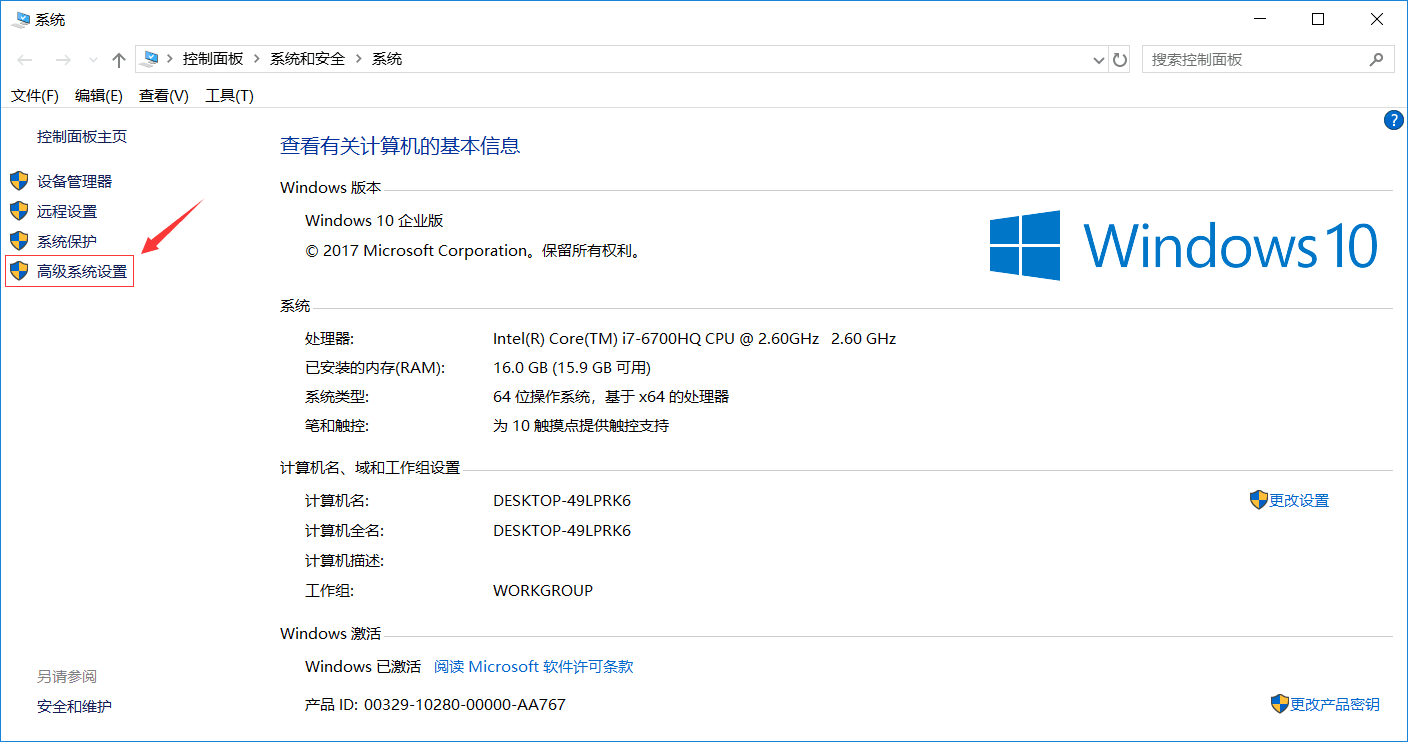 系统
控制面板 > 系统和安全 > 系统
搜索控制面板
文件(F) 编辑(E) 查看(V) 工具(T)
?
控制面板主页
设备管理器
远程设置
系统保护
高级系统设置
另请参阅
安全和维护
查看有关计算机的基本信息
Windows 版本
Windows 10 企业版
© 2017 Microsoft Corporation。保留所有权利。
Windows 10
系统
处理器: Intel(R) Core(TM) i7-6700HQ CPU @ 2.60GHz 2.60 GHz
已安装的内存(RAM): 16.0 GB (15.9 GB 可用)
系统类型: 64 位操作系统，基于 x64 的处理器
笔和触控: 为 10 触摸点提供触控支持
计算机名、域和工作组设置
计算机名: DESKTOP-49LPRK6 更改设置
计算机全名: DESKTOP-49LPRK6
计算机描述:
工作组: WORKGROUP
Windows 激活
Windows 已激活 阅读 Microsoft 软件许可条款
产品 ID: 00329-10280-00000-AA767 更改产品密钥